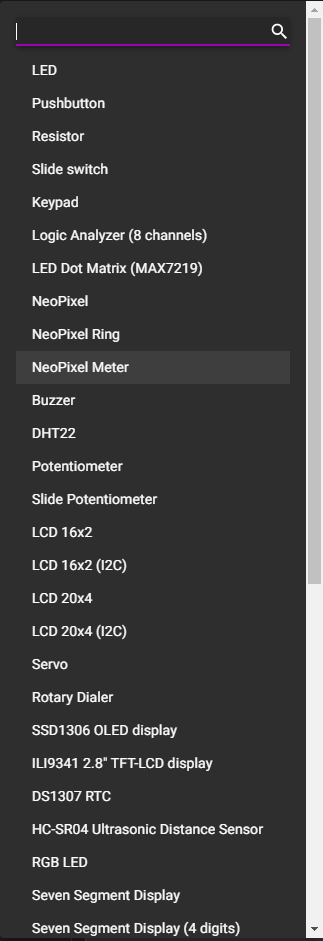 LED
Pushbutton
Resistor
Slide switch
Keypad
Logic Analyzer (8 channels)
LED Dot Matrix (MAX7219)
NeoPixel
NeoPixel Ring
NeoPixel Meter
Buzzer
DHT22
Potentiometer
Slide Potentiometer
LCD 16x2
LCD 16x2 (I2C)
LCD 20x4
LCD 20x4 (I2C)
Servo
Rotary Dialer
SSD1306 OLED display
ILI9341 2.8" TFT-LCD display
DS1307 RTC
HC-SR04 Ultrasonic Distance Sensor
RGB LED
Seven Segment Display
Seven Segment Display (4 digits)